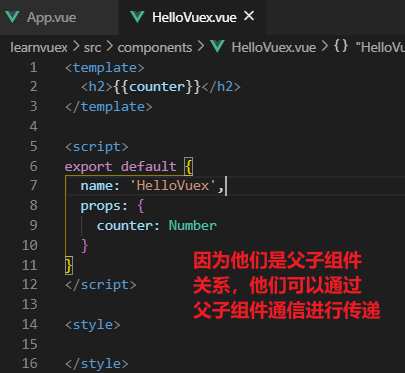 App.vue HelloVuex.vue ×
learnvuex > src > components > HelloVuex.vue > {} "HelloV
1 <template>
2 <h2>{{counter}}</h2>
3 </template>
4
5 <script>
6 export default {
7 name: 'HelloVuex',
8 props: {
9 counter: Number
10 }
11 }
12 </script>
13
14 <style>
15
16 </style>
因为他们是父子组件
关系，他们可以通过
父子组件通信进行传递